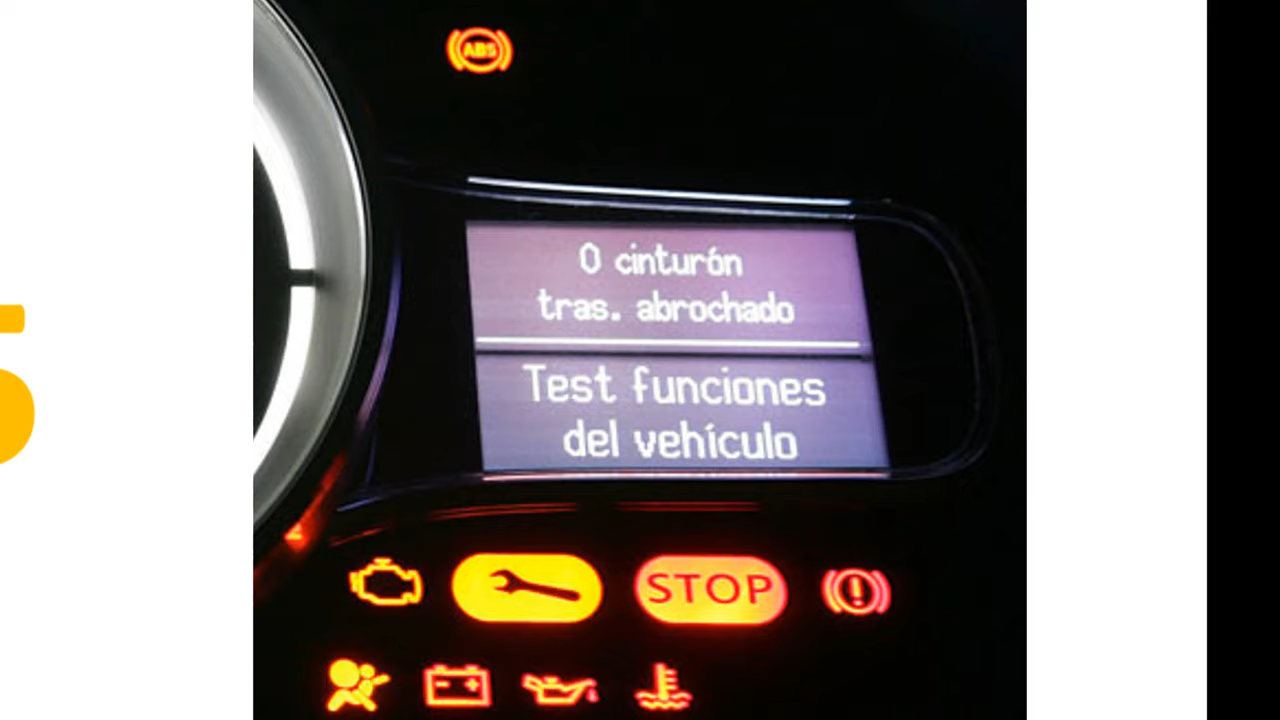 ABS
0 cinturón
tras. abrochado
Test funciones
del vehículo
STOP